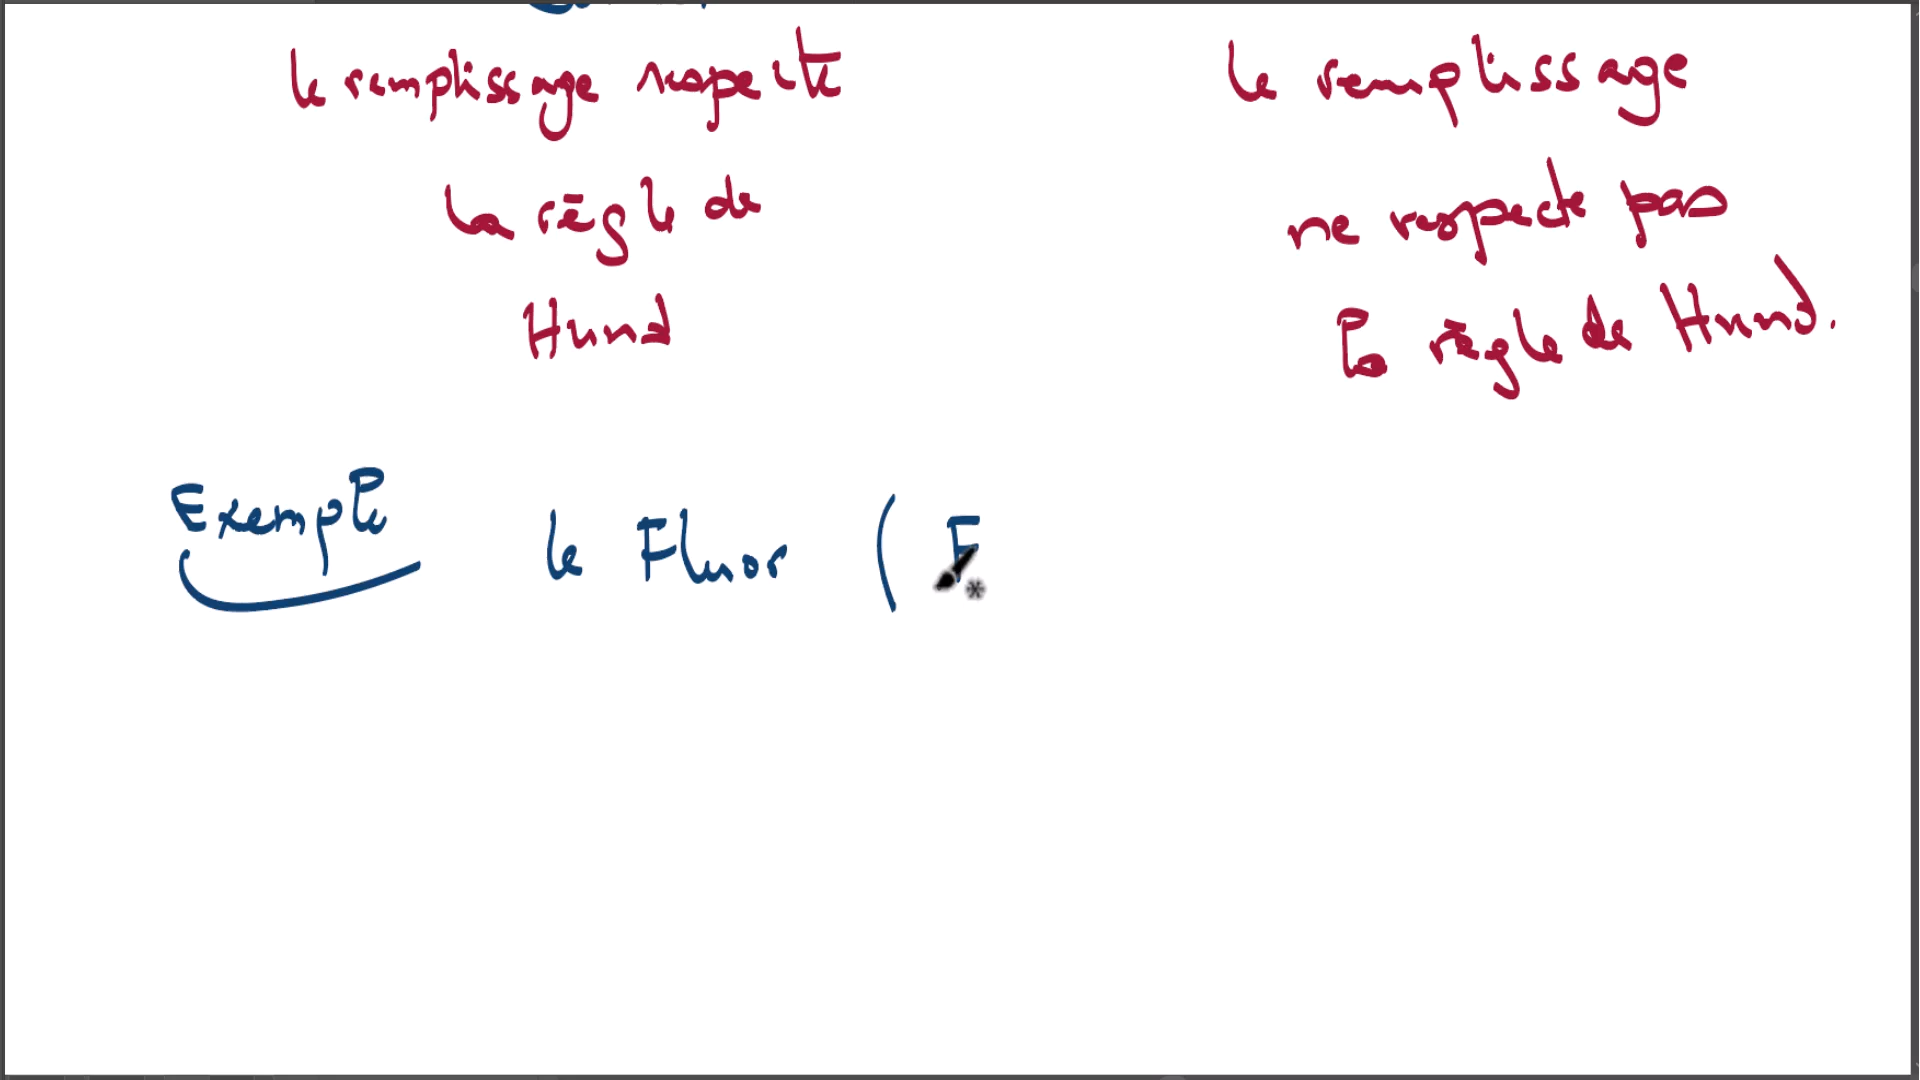 le remplissage respecte
la règle de
Hund
le remplissage
ne respecte pas
la règle de Hund.
Exemple le Fluor ( F